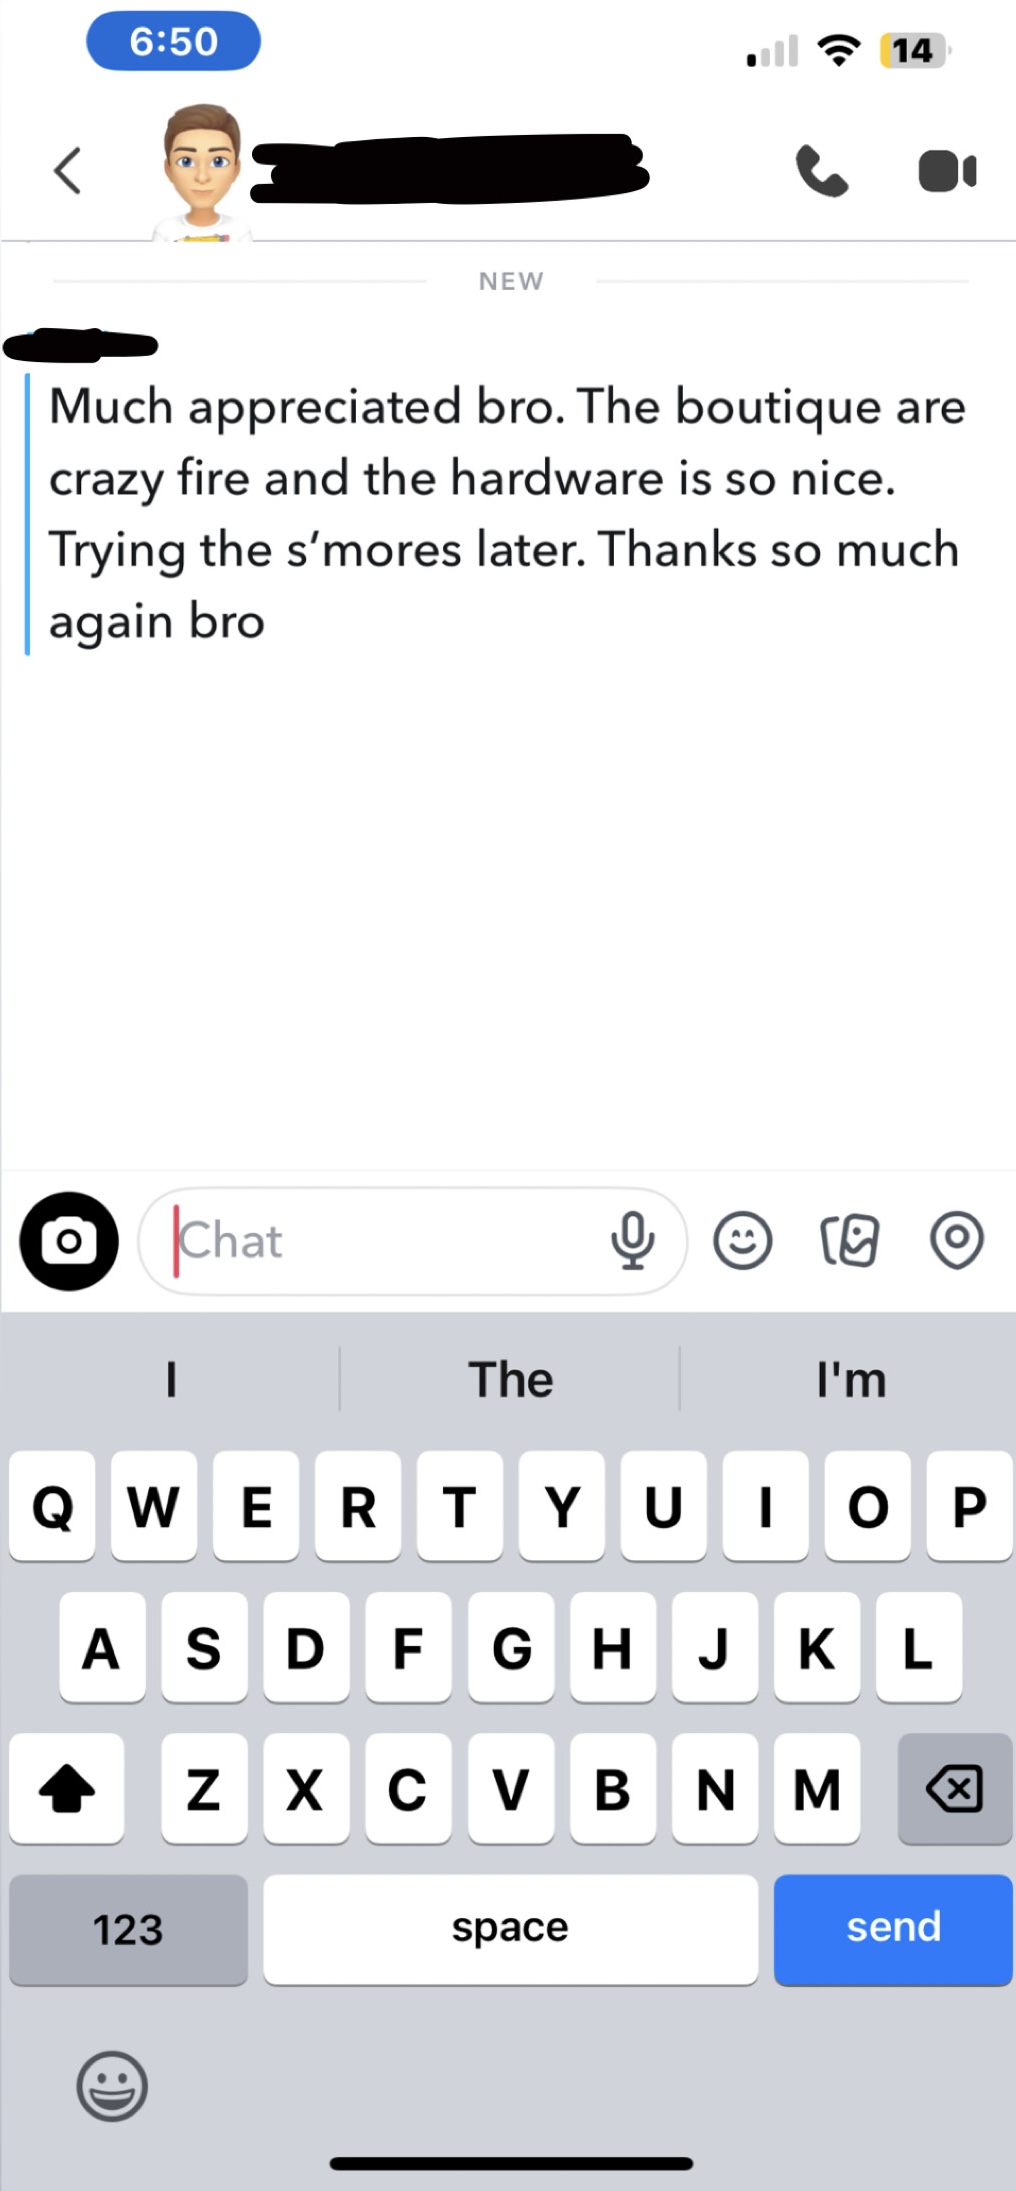 6:50
14
NEW
Much appreciated bro. The boutique are
crazy fire and the hardware is so nice.
Trying the s’mores later. Thanks so much
again bro
Chat
I The I'm
Q W E R T Y U I O P
A S D F G H J K L
Z X C V B N M
123 space send